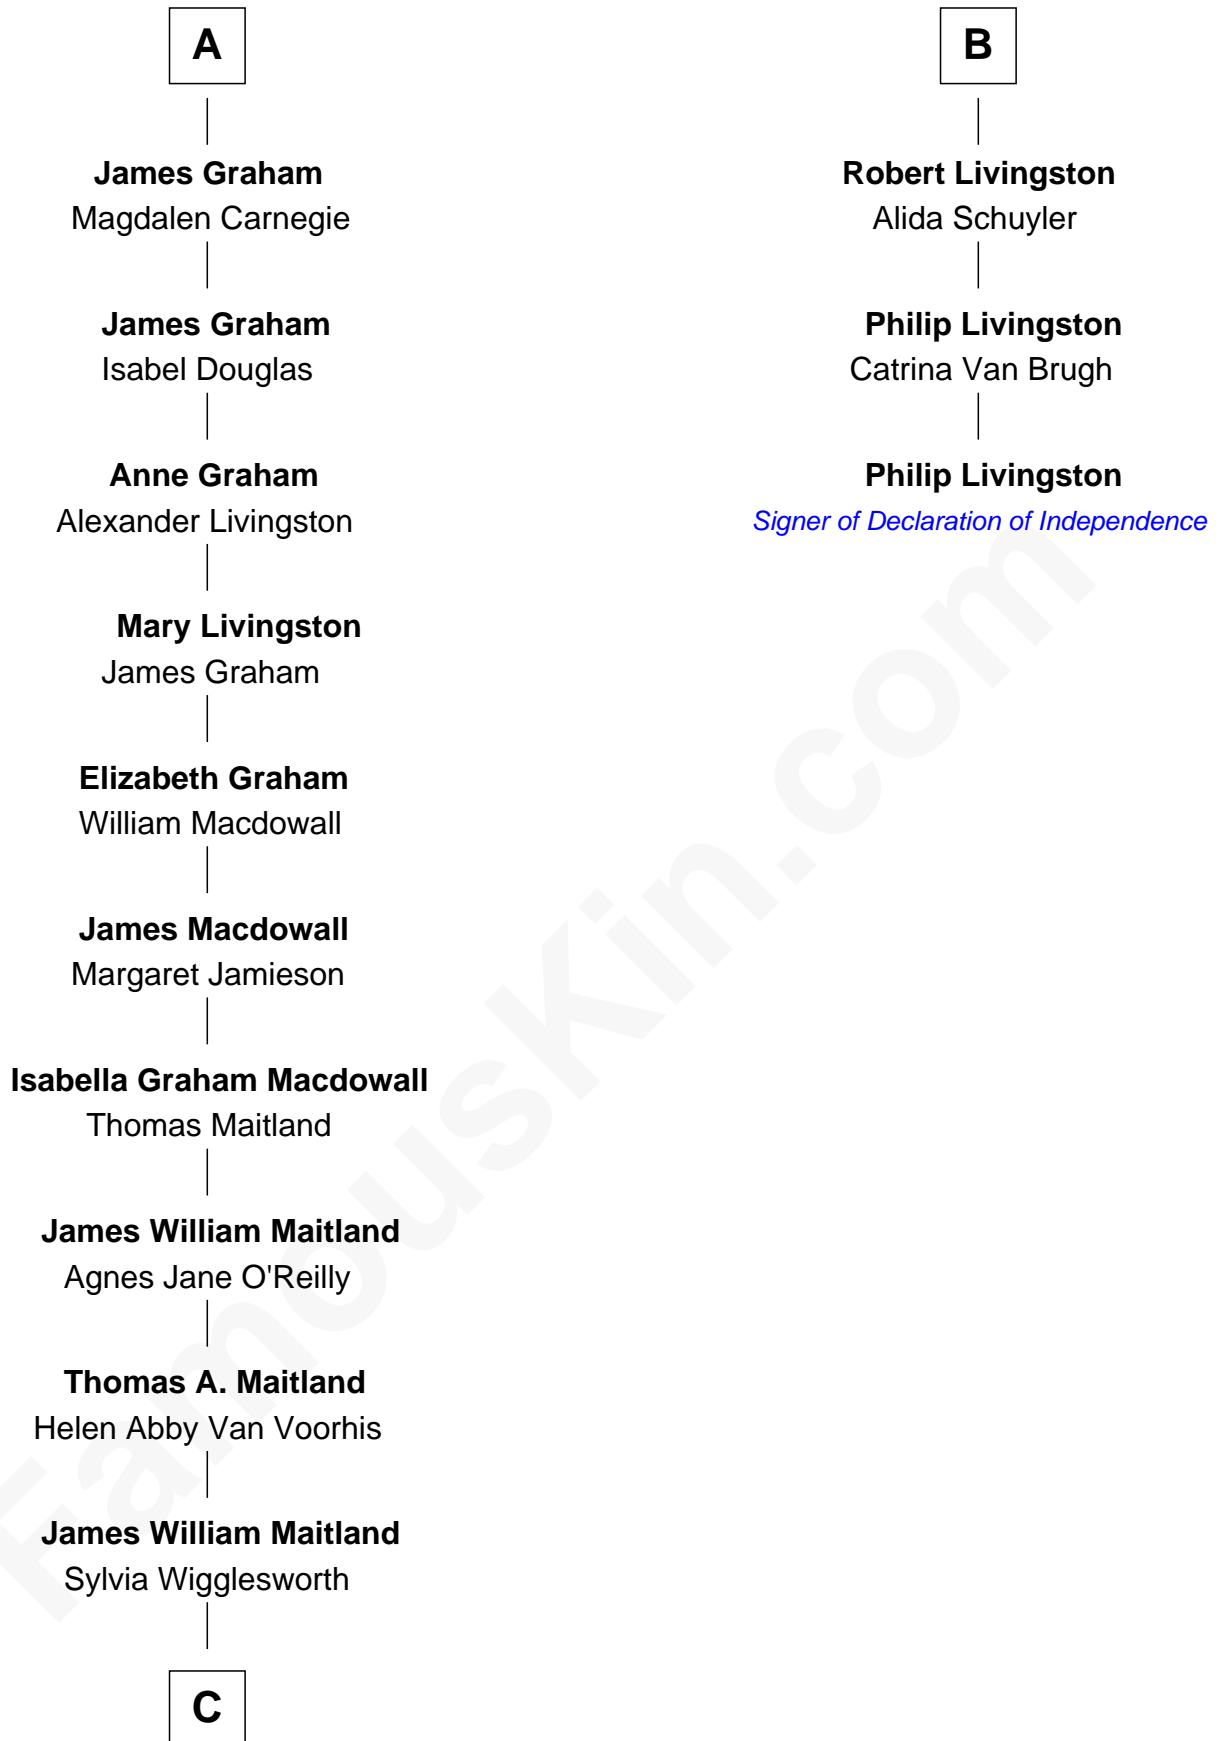 A
James Graham
Magdalen Carnegie
James Graham
Isabel Douglas
Anne Graham
Alexander Livingston
Mary Livingston
James Graham
Elizabeth Graham
William Macdowall
James Macdowall
Margaret Jamieson
Isabella Graham Macdowall
Thomas Maitland
James William Maitland
Agnes Jane O'Reilly
Thomas A. Maitland
Helen Abby Van Voorhis
James William Maitland
Sylvia Wigglesworth
C
B
Robert Livingston
Alida Schuyler
Philip Livingston
Catrina Van Brugh
Philip Livingston
Signer of Declaration of Independence
FamousKin.com